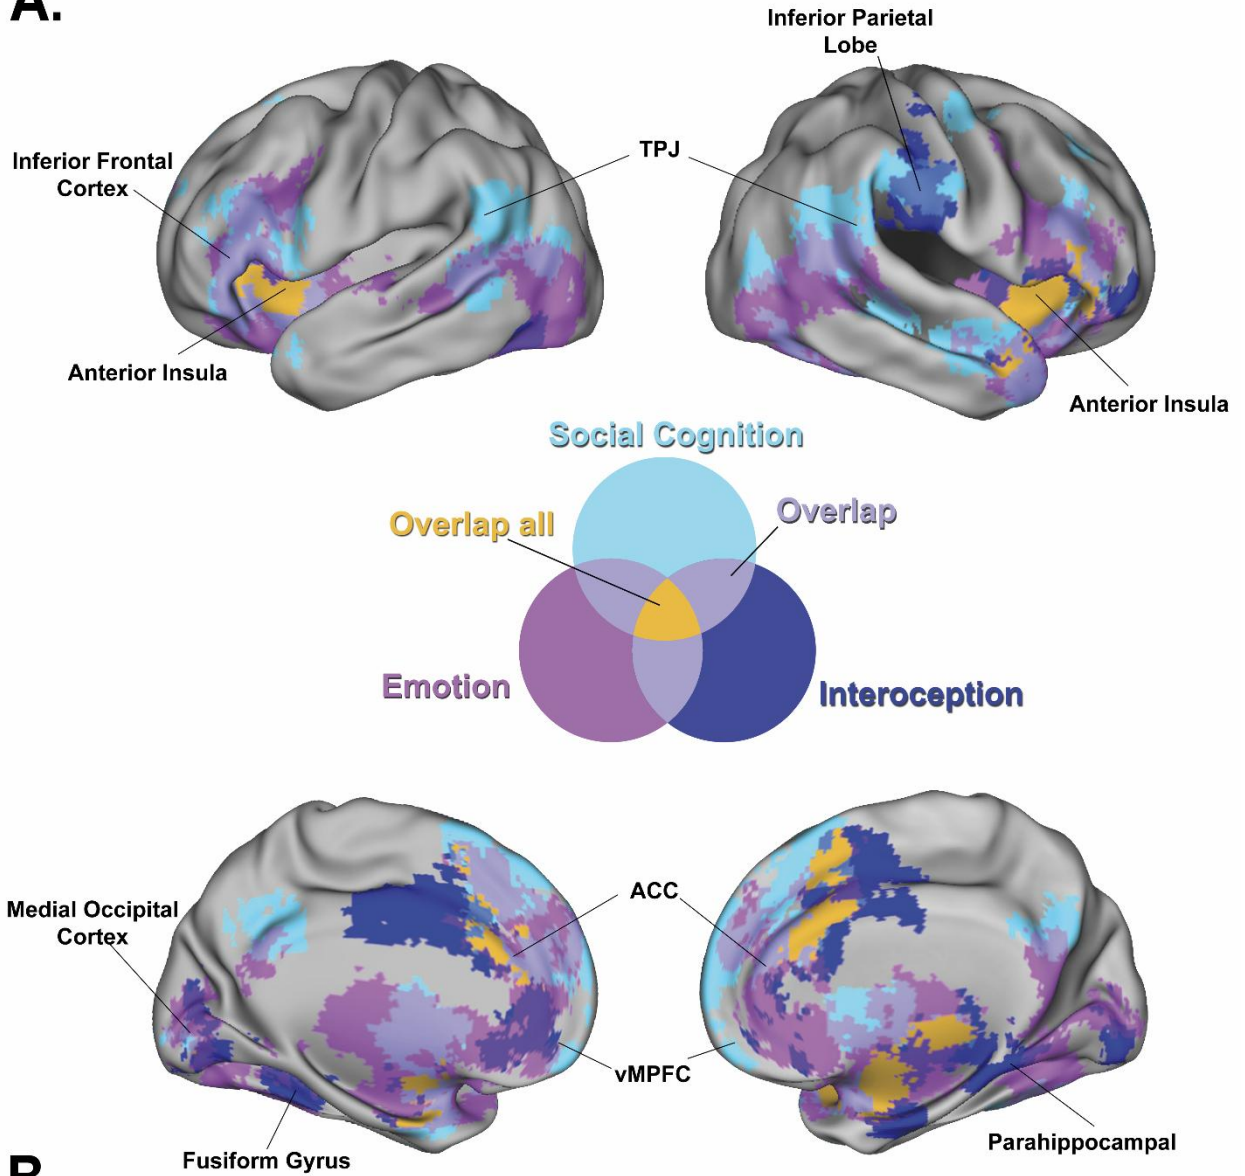 A.
Inferior Parietal
Lobe
TPJ
Inferior Frontal
Cortex
Anterior Insula
Anterior Insula
Social Cognition
Overlap all
Overlap
Emotion
Interoception
ACC
Medial Occipital
Cortex
vMPFC
Parahippocampal
Fusiform Gyrus
B